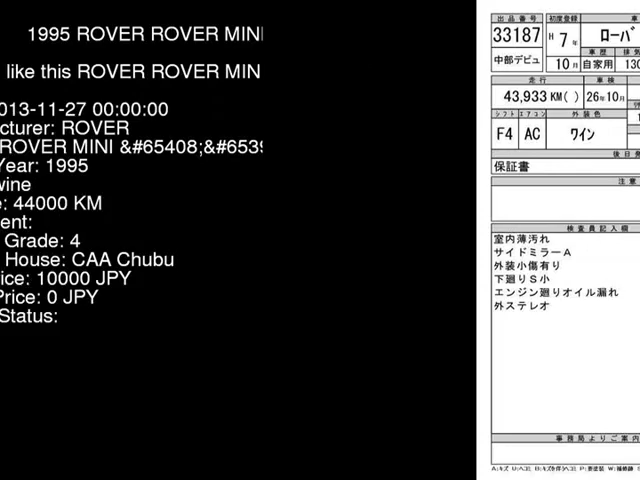 1995 ROVER ROVER MINI
like this ROVER ROVER MIN
013-11-27 00:00:00
cturer: ROVER
ROVER MINI &#65408;&#6539
Year: 1995
wine
e: 44000 KM
ent:
Grade: 4
House: CAA Chubu
rice: 10000 JPY
Price: 0 JPY
Status:
出品番号 初度登録 車
33187 H 7年 ローバ
中部デビュ 車歴 排気
10月 自家用 130
走行 車検
43,933 KM( ) 26年10月
シフト エアコン 外装色
F4 AC ワイン
後日発
保証書
注意
検査員記入欄
室内薄汚れ
サイドミラーA
外装小傷有り
下廻りS小
エンジン廻りオイル漏れ
外ステレオ
事務局よりご案内